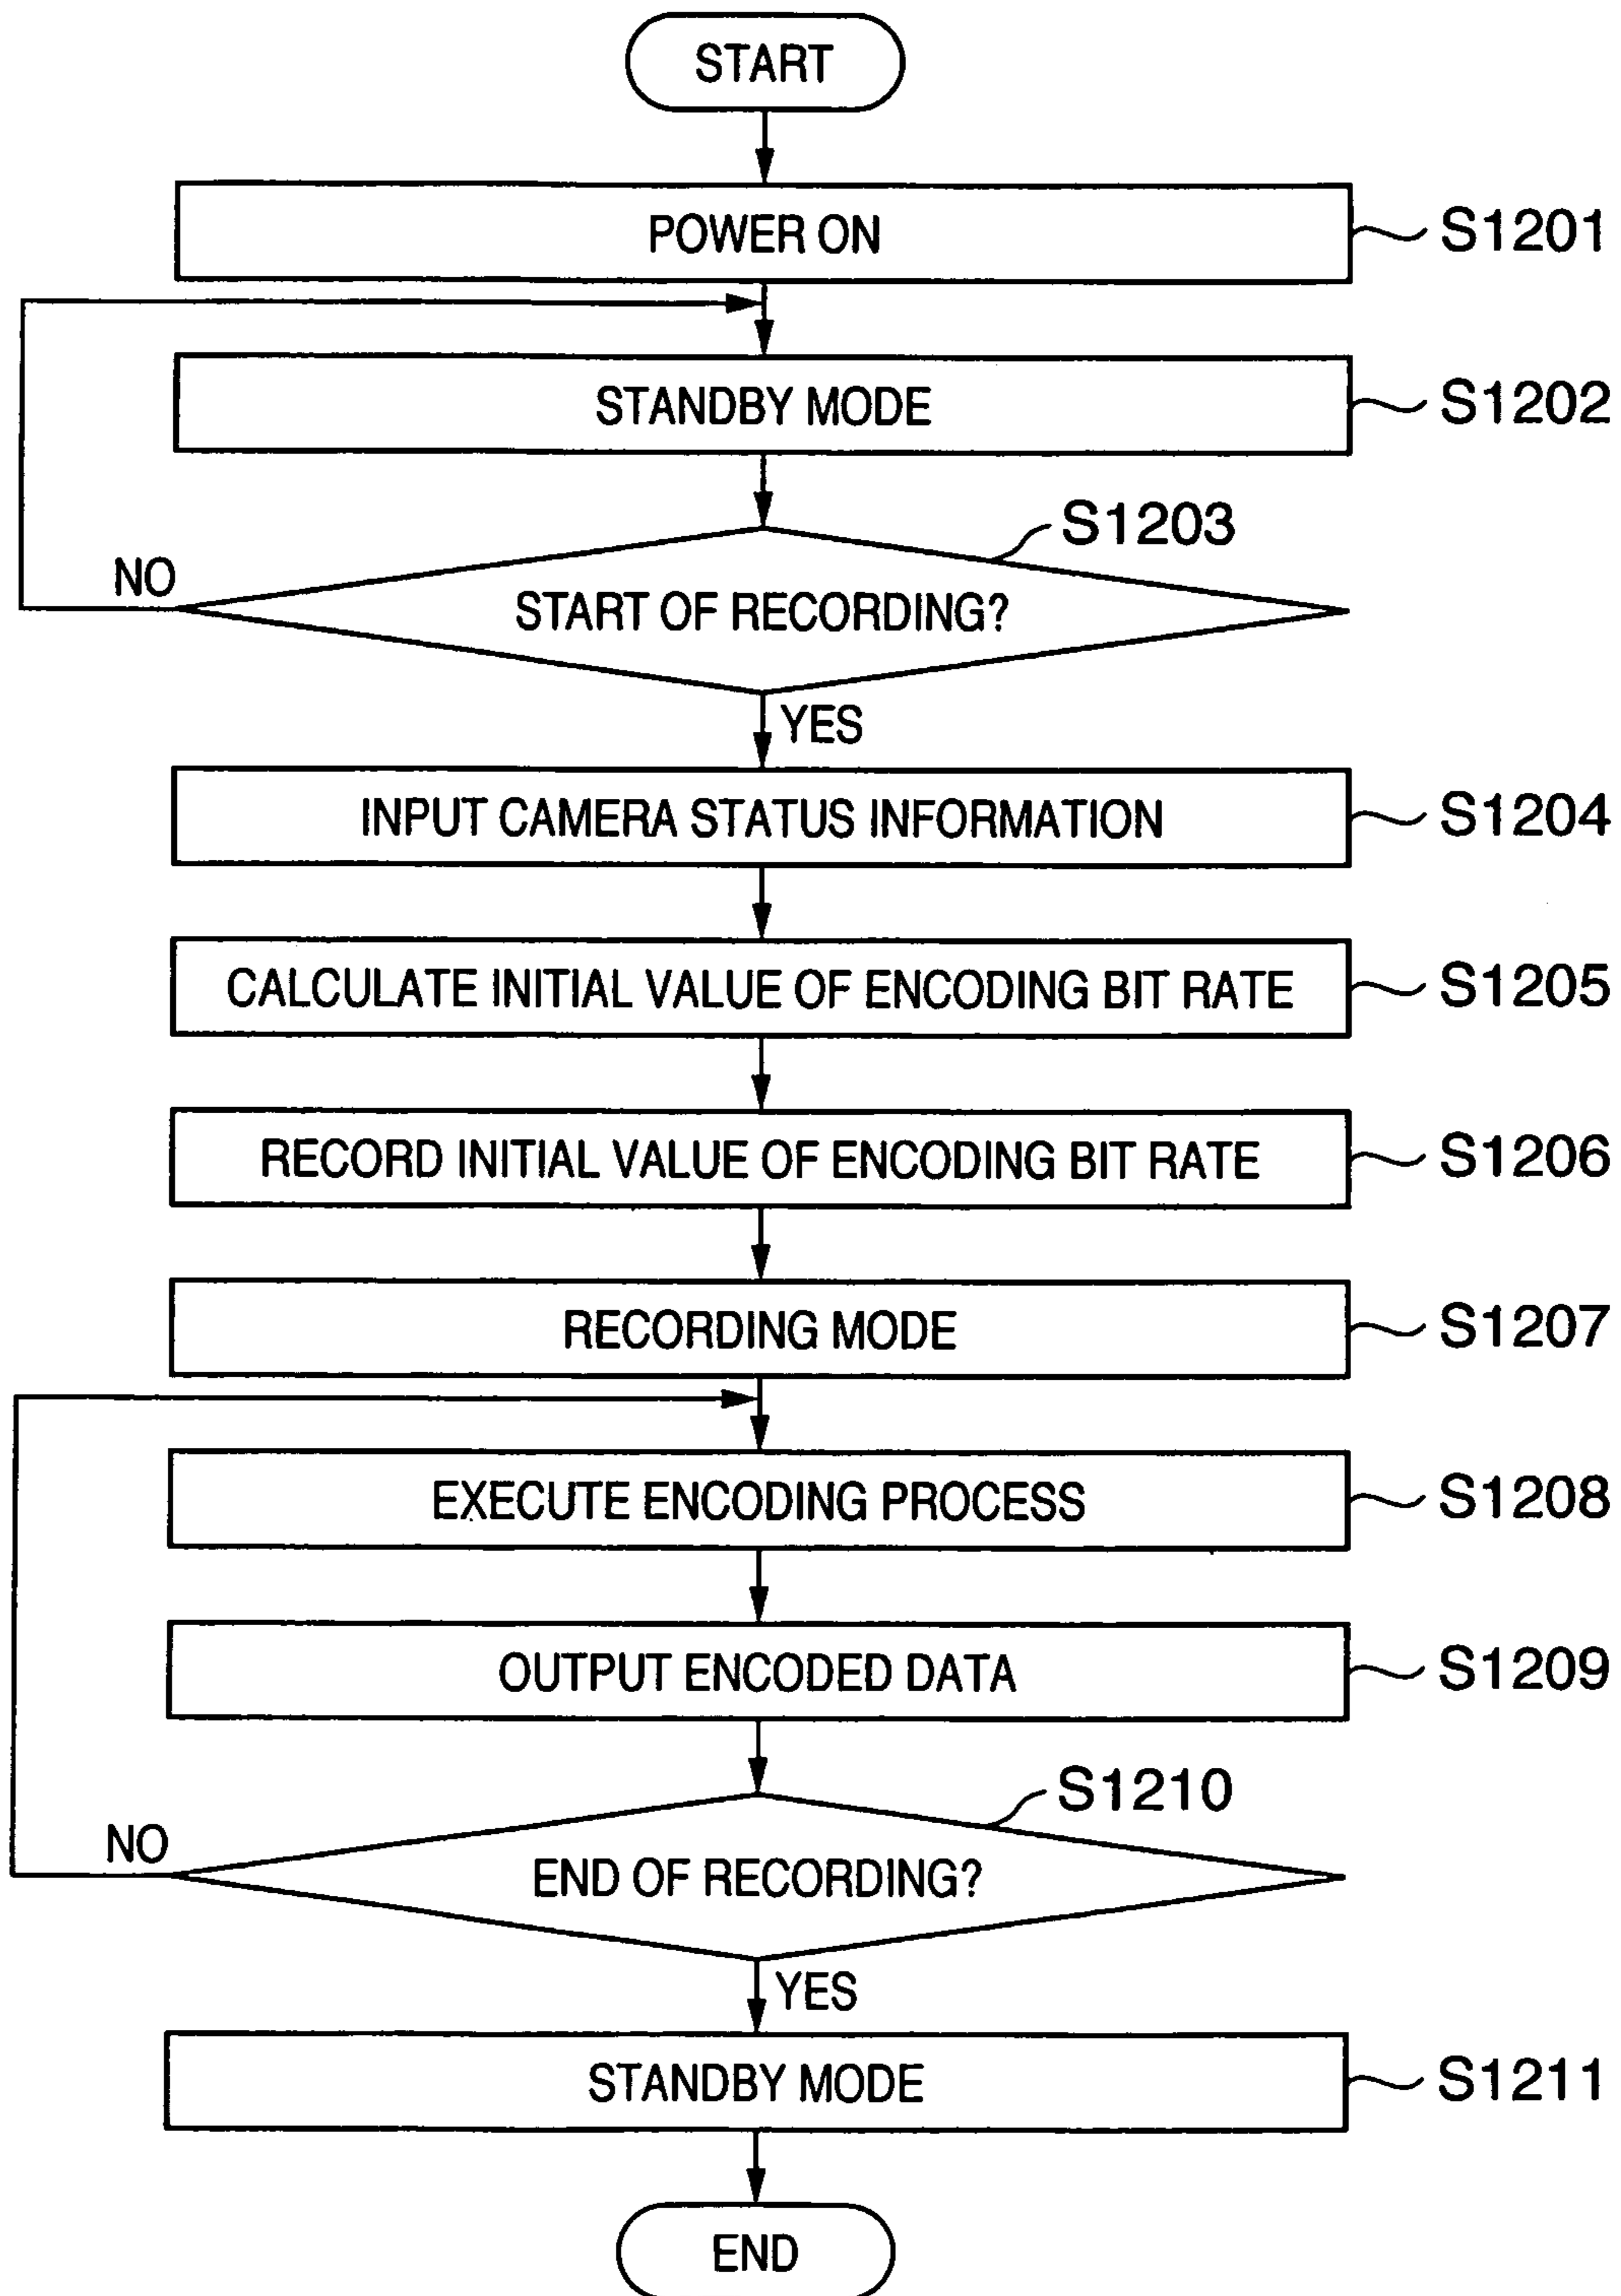 START
POWER ON
S1201
STANDBY MODE
S1202
S1203
NO
START OF RECORDING?
YES
INPUT CAMERA STATUS INFORMATION
S1204
CALCULATE INITIAL VALUE OF ENCODING BIT RATE
S1205
RECORD INITIAL VALUE OF ENCODING BIT RATE
S1206
RECORDING MODE
S1207
EXECUTE ENCODING PROCESS
S1208
OUTPUT ENCODED DATA
S1209
S1210
NO
END OF RECORDING?
YES
STANDBY MODE
S1211
END